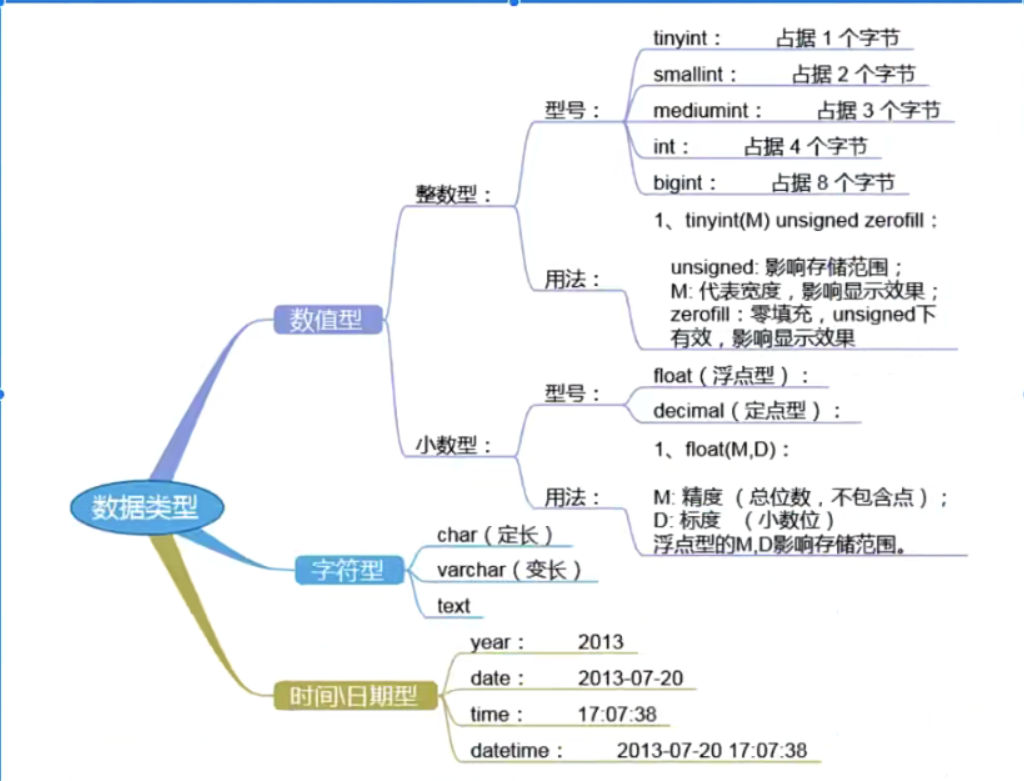 数据类型
数值型
整数型：
型号：
tinyint： 占据 1 个字节
smallint： 占据 2 个字节
mediumint： 占据 3 个字节
int： 占据 4 个字节
bigint： 占据 8 个字节
用法：
1、tinyint(M) unsigned zerofill：
unsigned: 影响存储范围；
M: 代表宽度，影响显示效果；
zerofill：零填充，unsigned下
有效，影响显示效果
小数型：
型号：
float（浮点型）：
decimal（定点型）：
用法：
1、float(M,D)：
M: 精度 （总位数，不包含点）；
D: 标度 （小数位）
浮点型的M,D影响存储范围。
字符型
char（定长）
varchar（变长）
text
时间\日期型
year： 2013
date： 2013-07-20
time： 17:07:38
datetime： 2013-07-20 17:07:38